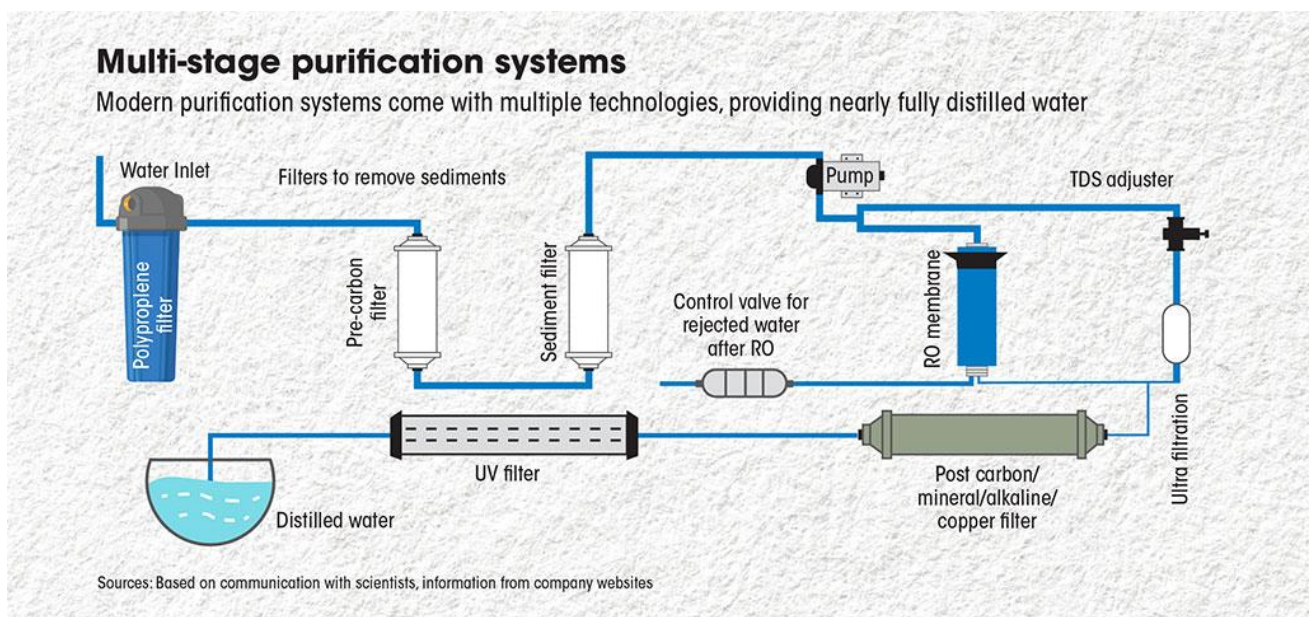 Multi-stage purification systems
Modern purification systems come with multiple technologies, providing nearly fully distilled water
Water Inlet
Filters to remove sediments
Pump
TDS adjuster
Polyproplene
filter
Pre-carbon
filter
Sediment filter
Control valve for
rejected water
after RO
RO membrane
Ultra filtration
UV filter
Post carbon/
mineral/alkaline/
copper filter
Distilled water
Sources: Based on communication with scientists, information from company websites